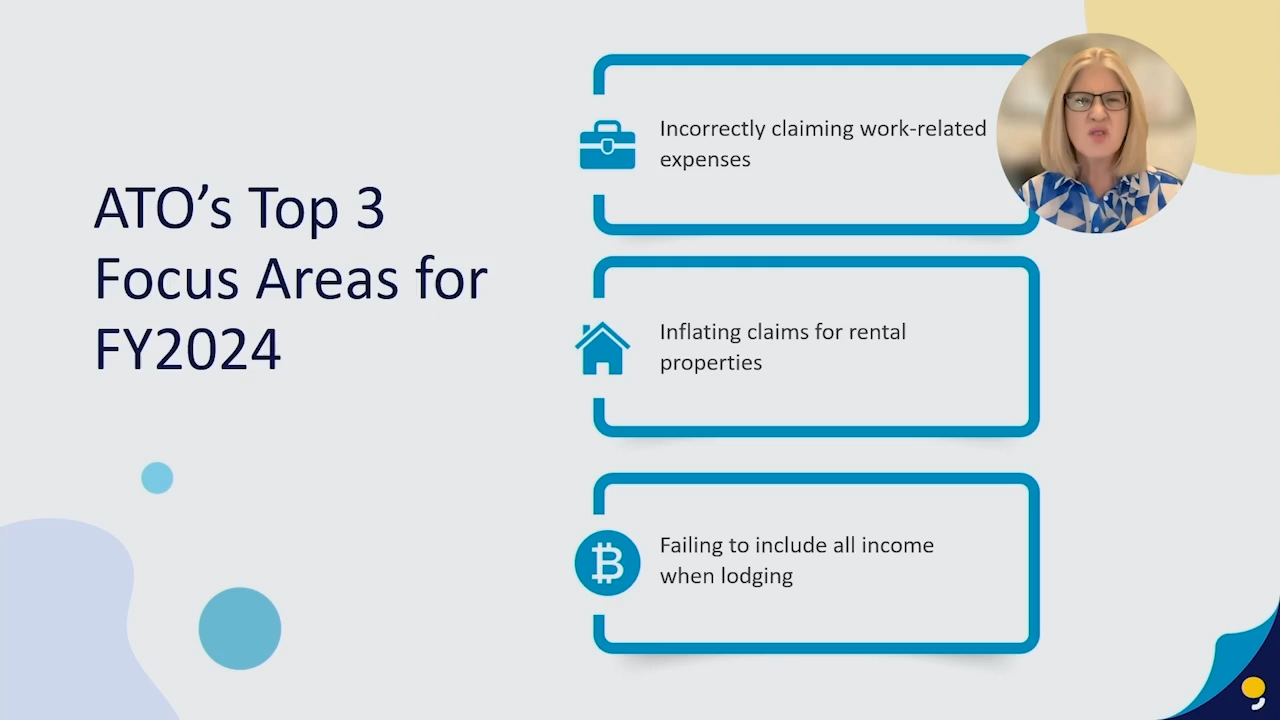 ATO’s Top 3
Focus Areas for
FY2024
Incorrectly claiming work-related
expenses
Inflating claims for rental
properties
Failing to include all income
when lodging